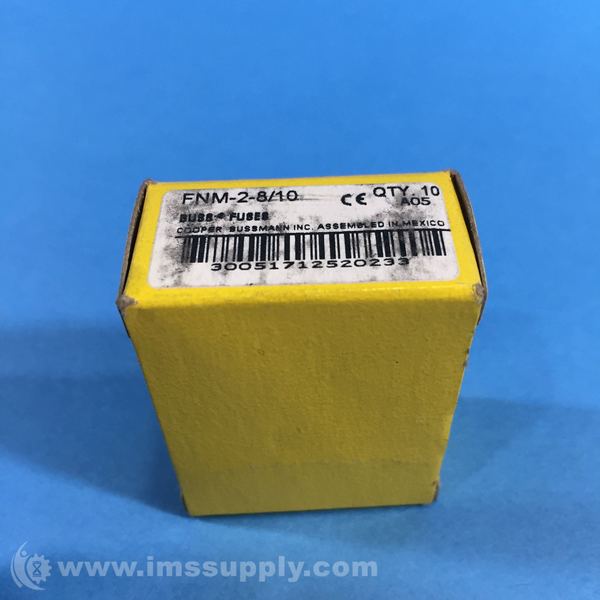 FNM-2-8/10 CE QTY. 10
A05
BUSS® FUSES
COOPER BUSSMANN INC. ASSEMBLED IN MEXICO
30051712520233
www.imssupply.com